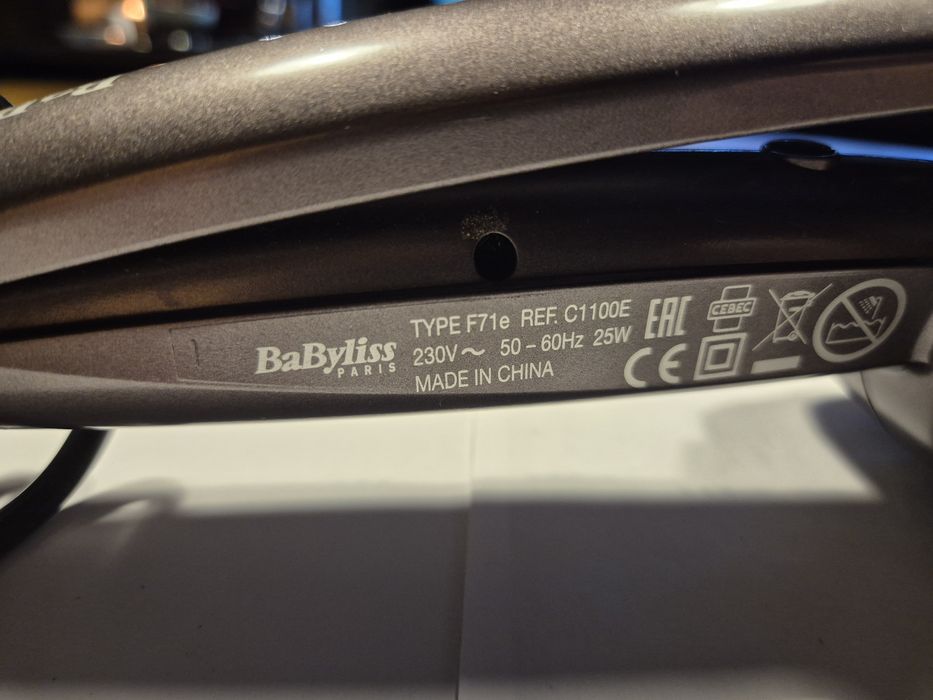 BaByliss
PARIS
TYPE F71e REF. C1100E
230V~ 50-60Hz 25W
MADE IN CHINA
EAC
CEBEC
CE